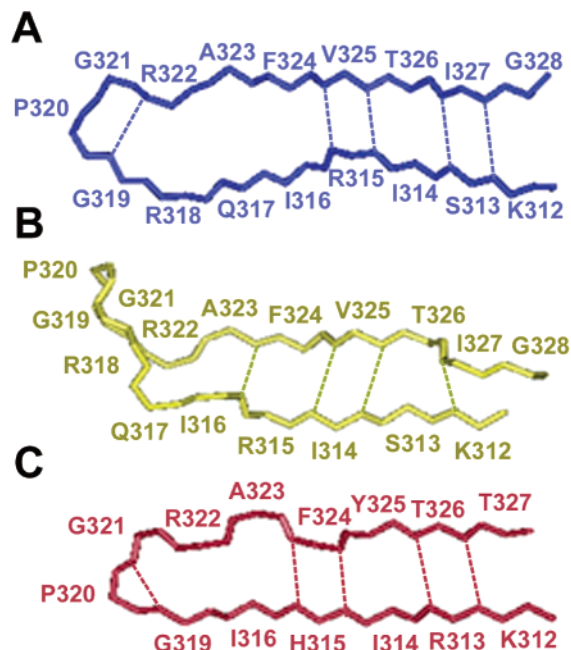 A
G321 R322 A323 F324 V325 T326 I327 G328
P320
G319 R318 Q317 I316 R315 I314 S313 K312
B
P320
G321 R322 A323 F324 V325 T326 I327 G328
G319
R318
Q317 I316 R315 I314 S313 K312
C
G321 R322 A323 F324 Y325 T326 T327
P320
G319 I316 H315 I314 R313 K312